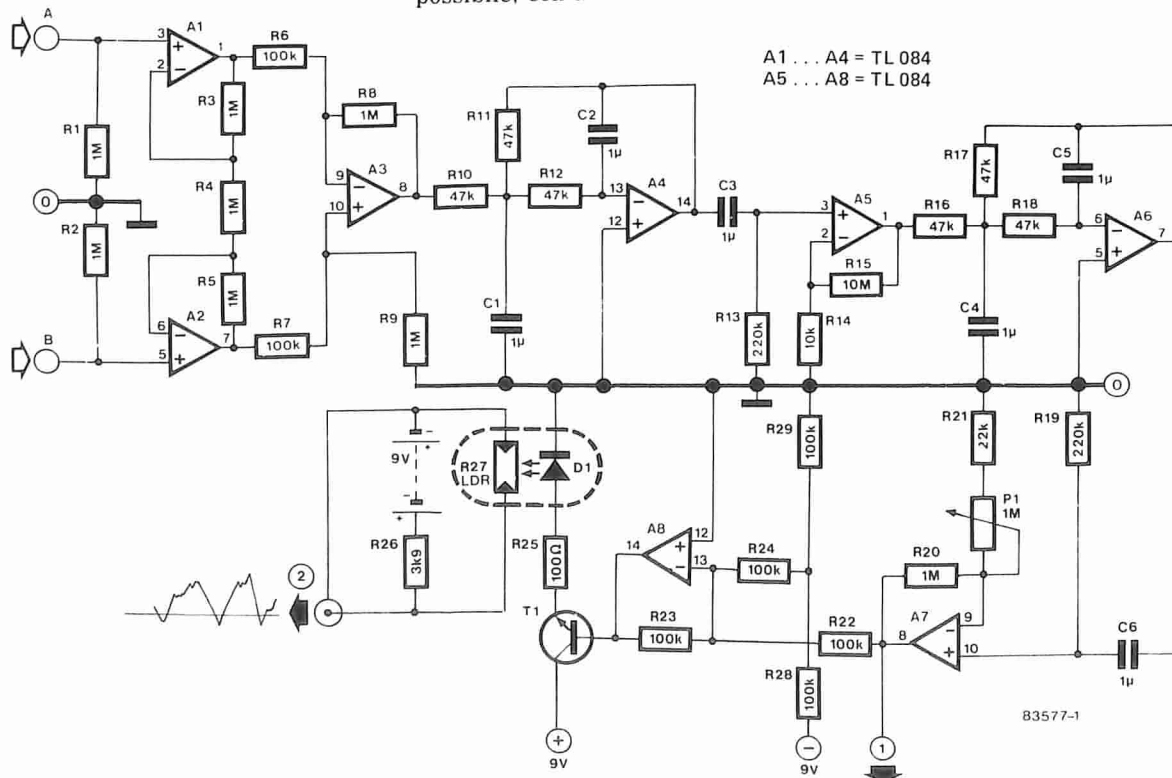 possibile, con
A1 ... A4 = TL 084
A5 ... A8 = TL 084
A
3
+
−
2
A1
1
R6
100k
R3
1M
R8
1M
R1
1M
R4
1M
0
R2
1M
R5
1M
6
−
+
5
A2
7
R7
100k
B
9
−
+
10
A3
8
R9
1M
R10
47k
R11
47k
R12
47k
C2
1μ
13
−
+
12
A4
14
C1
1μ
C3
1μ
R13
220k
3
+
−
2
A5
1
R15
10M
R14
10k
R16
47k
R17
47k
R18
47k
C5
1μ
6
−
+
5
A6
7
C4
1μ
0
9V
−
+
−
+
R27
LDR
D1
R26
3k9
2
R25
100Ω
T1
+
9V
A8
14
12
+
−
13
R24
100k
R23
100k
R29
100k
R28
100k
−
9V
R22
100k
R21
22k
P1
1M
R20
1M
A7
8
9
−
+
10
R19
220k
C6
1μ
1
83577-1